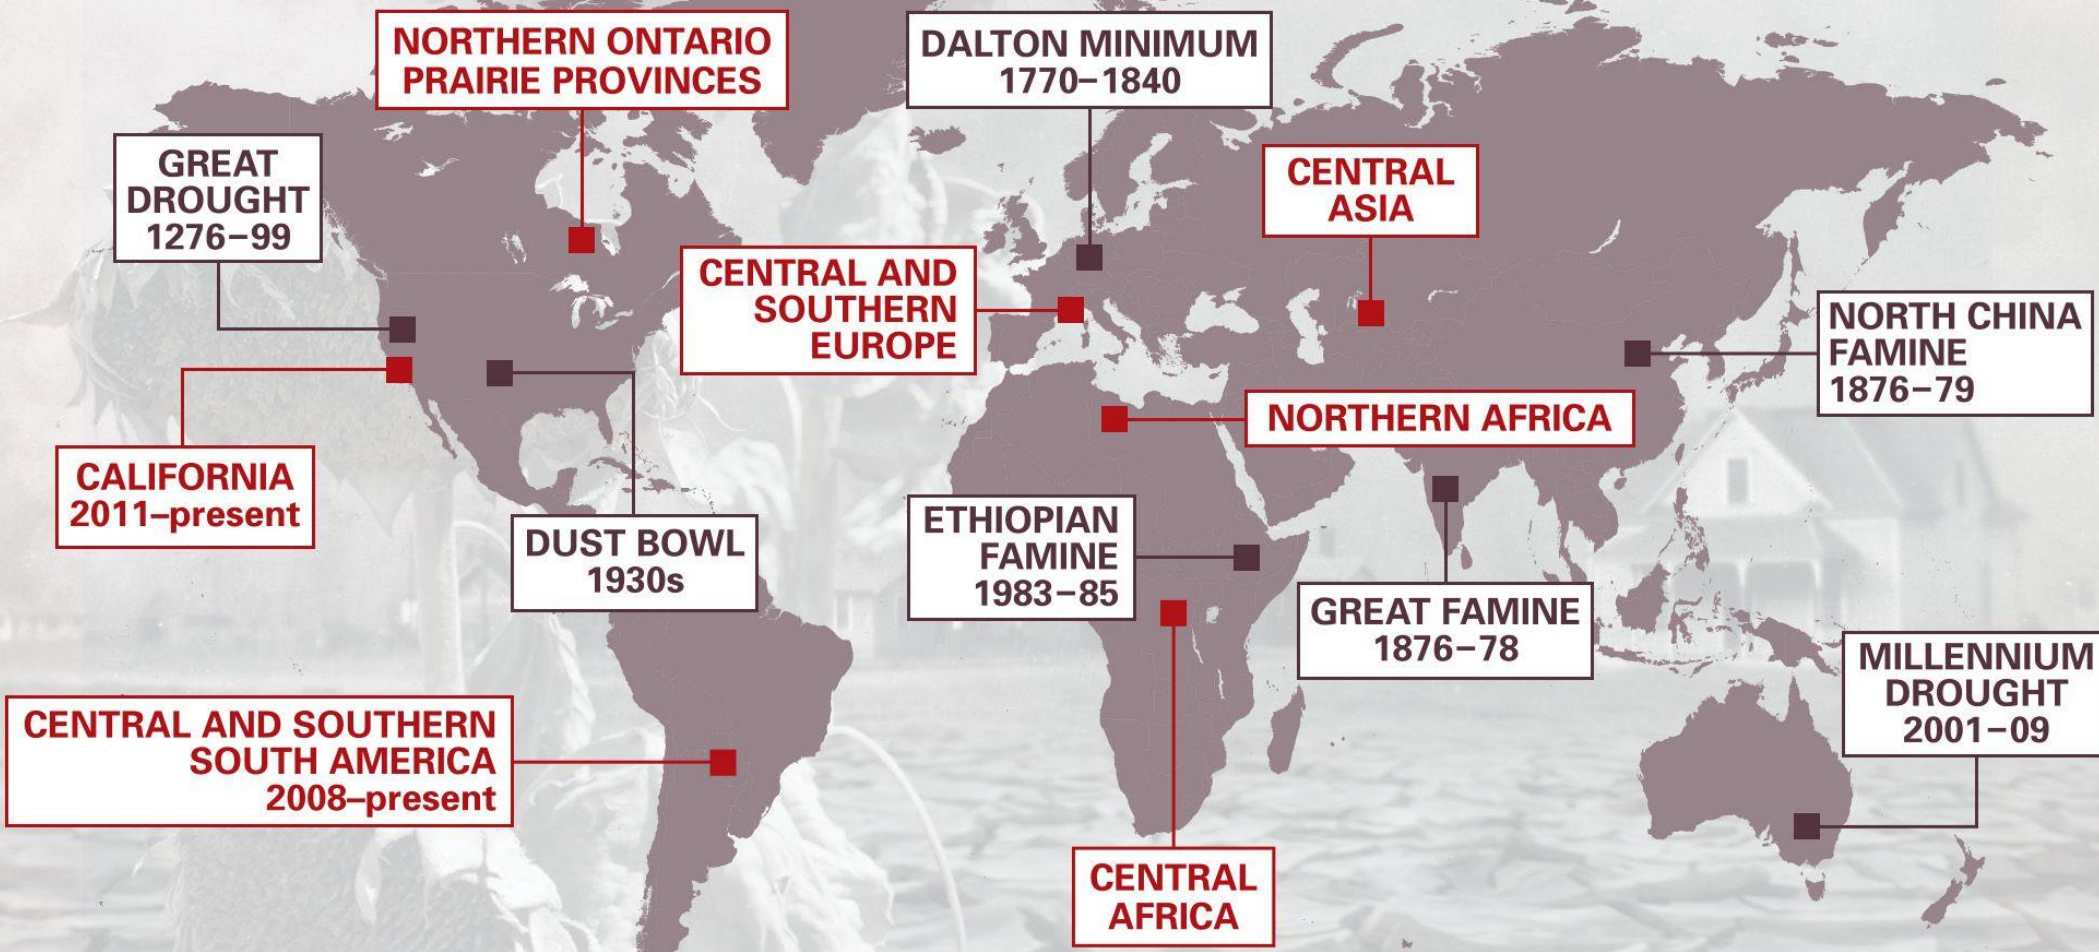 NORTHERN ONTARIO
PRAIRIE PROVINCES
DALTON MINIMUM
1770–1840
GREAT
DROUGHT
1276–99
CENTRAL
ASIA
CENTRAL AND
SOUTHERN
EUROPE
NORTH CHINA
FAMINE
1876–79
NORTHERN AFRICA
CALIFORNIA
2011–present
DUST BOWL
1930s
ETHIOPIAN
FAMINE
1983–85
GREAT FAMINE
1876–78
MILLENNIUM
DROUGHT
2001–09
CENTRAL AND SOUTHERN
SOUTH AMERICA
2008–present
CENTRAL
AFRICA